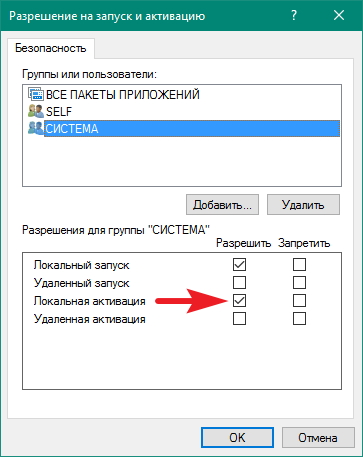 Разрешение на запуск и активацию
Безопасность
Группы или пользователи:
ВСЕ ПАКЕТЫ ПРИЛОЖЕНИЙ
SELF
СИСТЕМА
Добавить... Удалить
Разрешения для группы "СИСТЕМА"
Разрешить Запретить
Локальный запуск
Удаленный запуск
Локальная активация
Удаленная активация
OK Отмена